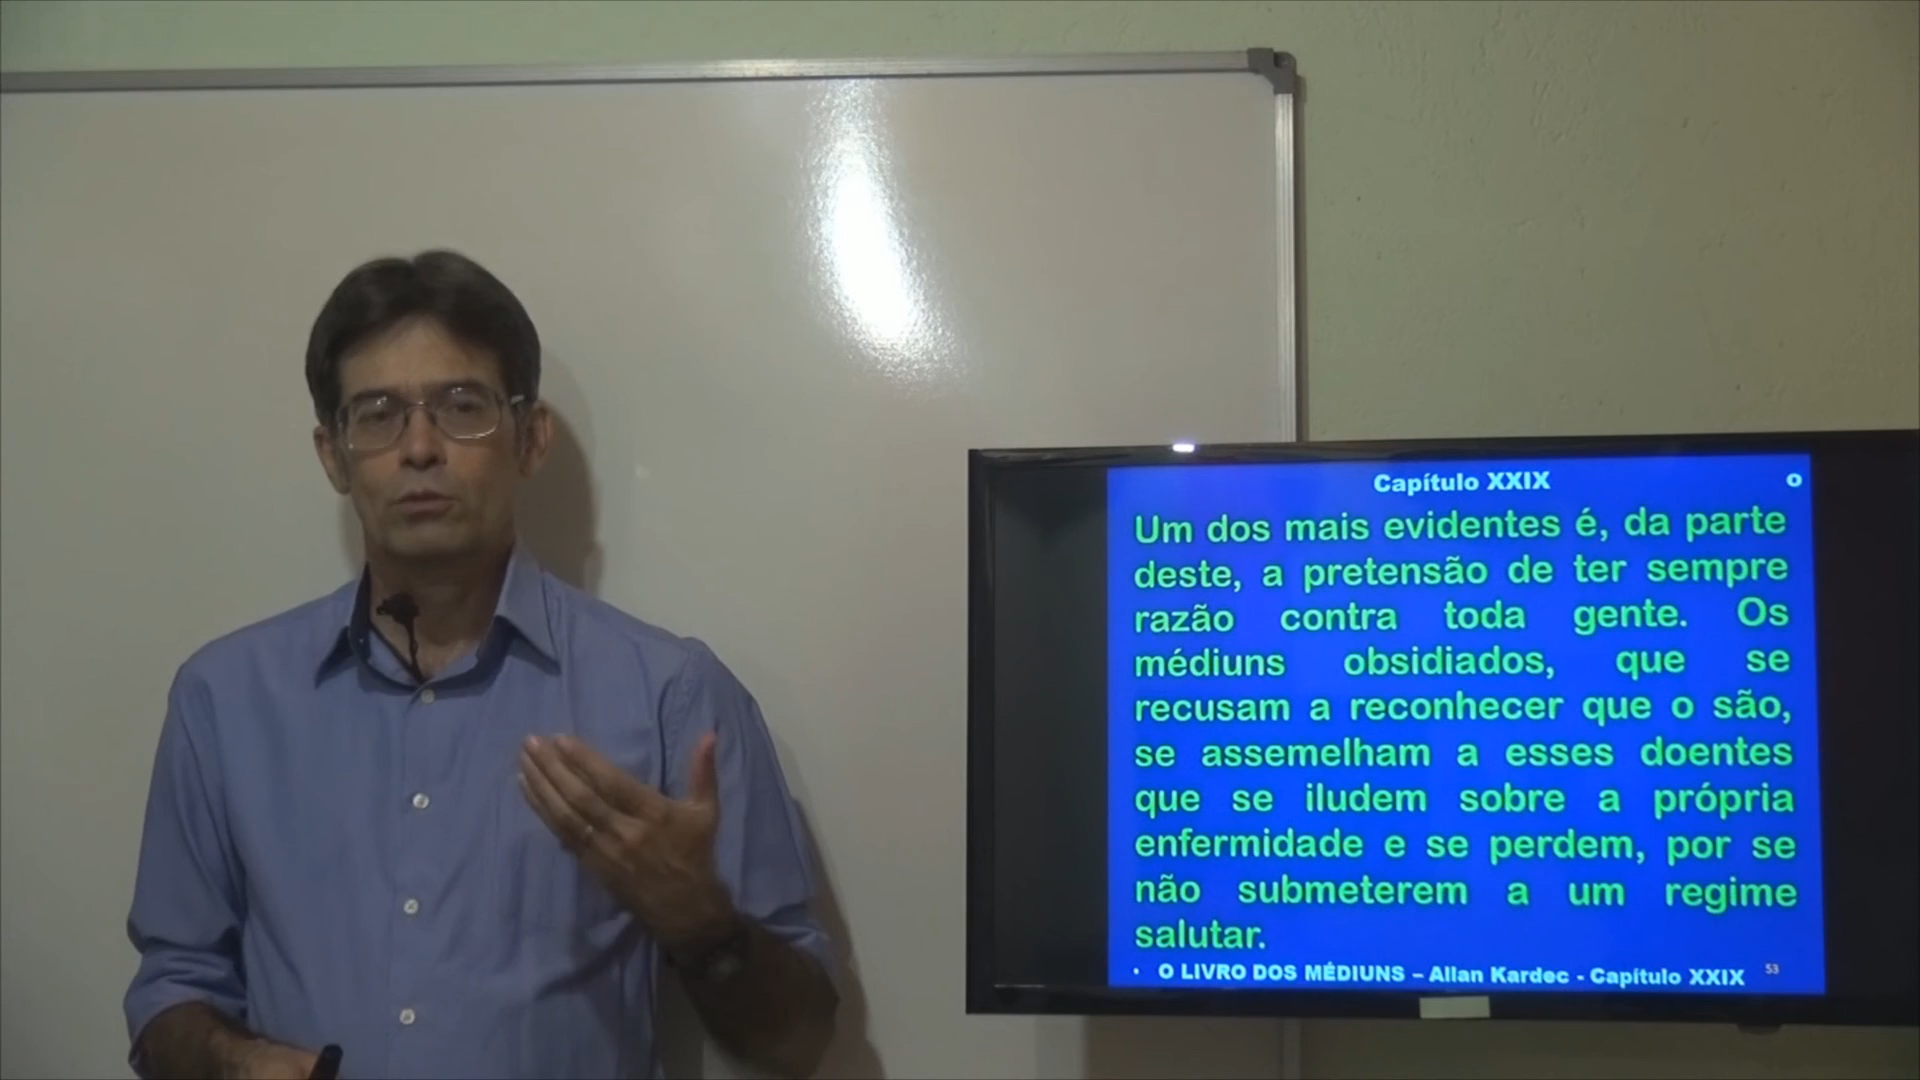 Capítulo XXIX
Um dos mais evidentes é, da parte
deste, a pretensão de ter sempre
razão contra toda gente. Os
médiuns obsidiados, que se
recusam a reconhecer que o são,
se assemelham a esses doentes
que se iludem sobre a própria
enfermidade e se perdem, por se
não submeterem a um regime
salutar.
• O LIVRO DOS MÉDIUNS – Allan Kardec - Capítulo XXIX 53